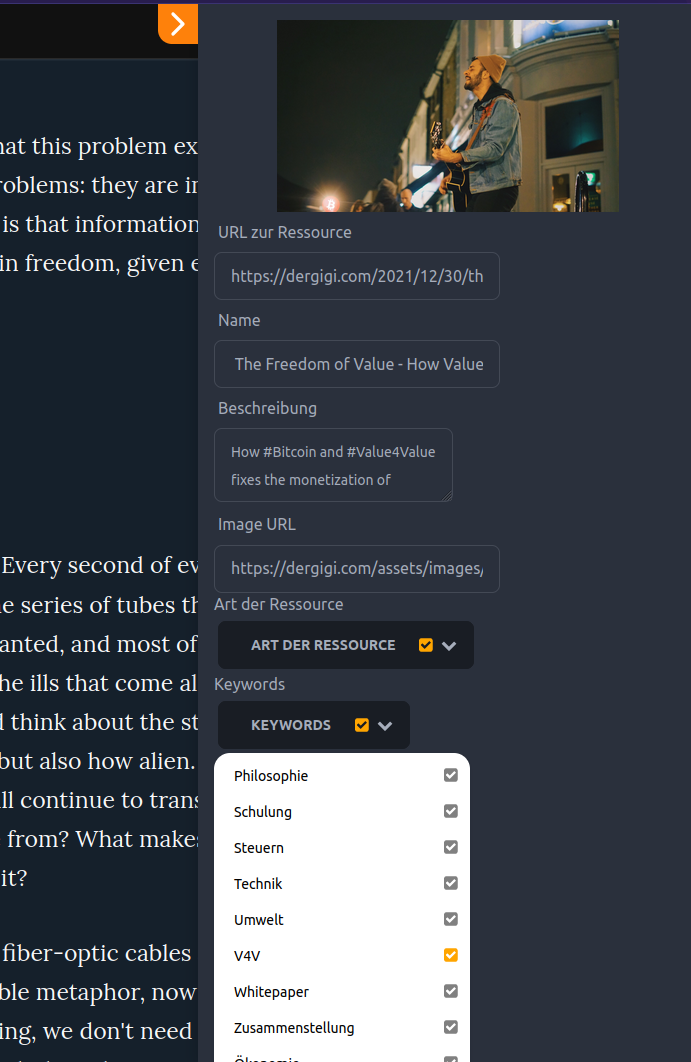 hat this problem ex
roblems: they are in
is that information
in freedom, given e
Every second of ev
e series of tubes th
anted, and most of
he ills that come al
d think about the st
but also how alien.
ll continue to trans
from? What makes
it?
fiber-optic cables
ble metaphor, now
ing, we don't need
URL zur Ressource
https://dergigi.com/2021/12/30/th
Name
The Freedom of Value - How Value
Beschreibung
How #Bitcoin and #Value4Value
fixes the monetization of
Image URL
https://dergigi.com/assets/images/
Art der Ressource
ART DER RESSOURCE
Keywords
KEYWORDS
Philosophie
Schulung
Steuern
Technik
Umwelt
V4V
Whitepaper
Zusammenstellung
Ökonomie